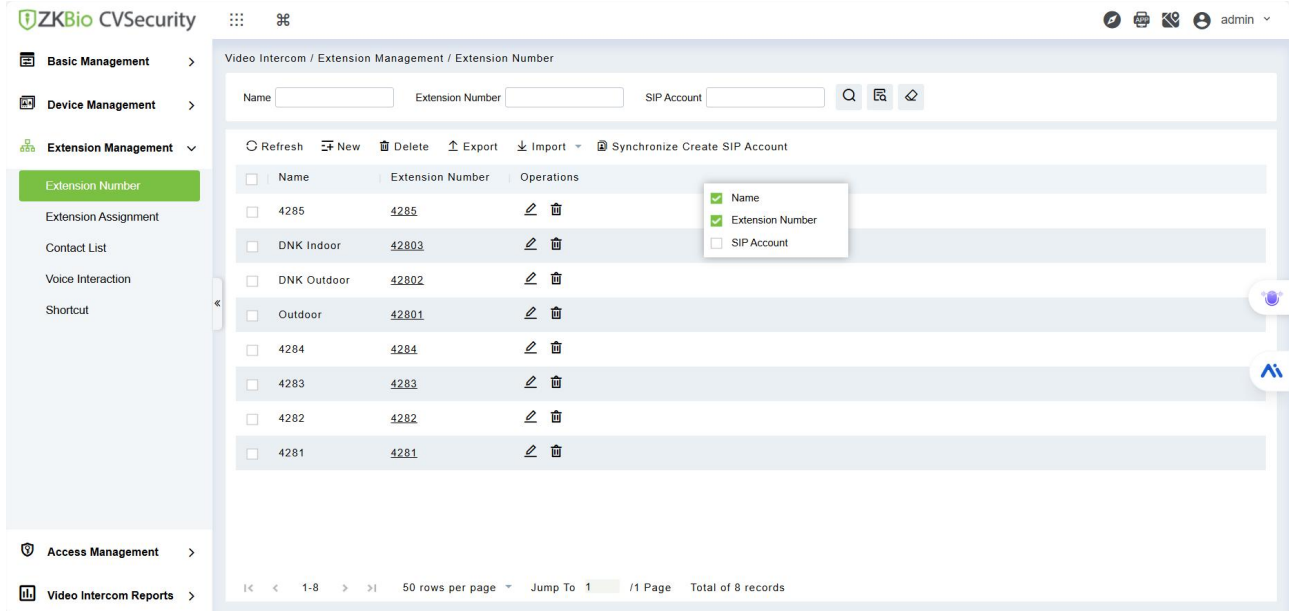 ZKBio CVSecurity
admin
Basic Management
Device Management
Extension Management
Extension Number
Extension Assignment
Contact List
Voice Interaction
Shortcut
Access Management
Video Intercom Reports
Video Intercom / Extension Management / Extension Number
Name Extension Number SIP Account
Refresh New Delete Export Import Synchronize Create SIP Account
Name Extension Number Operations
4285 4285
DNK Indoor 42803
DNK Outdoor 42802
Outdoor 42801
4284 4284
4283 4283
4282 4282
4281 4281
Name
Extension Number
SIP Account
1-8 50 rows per page Jump To 1 /1 Page Total of 8 records